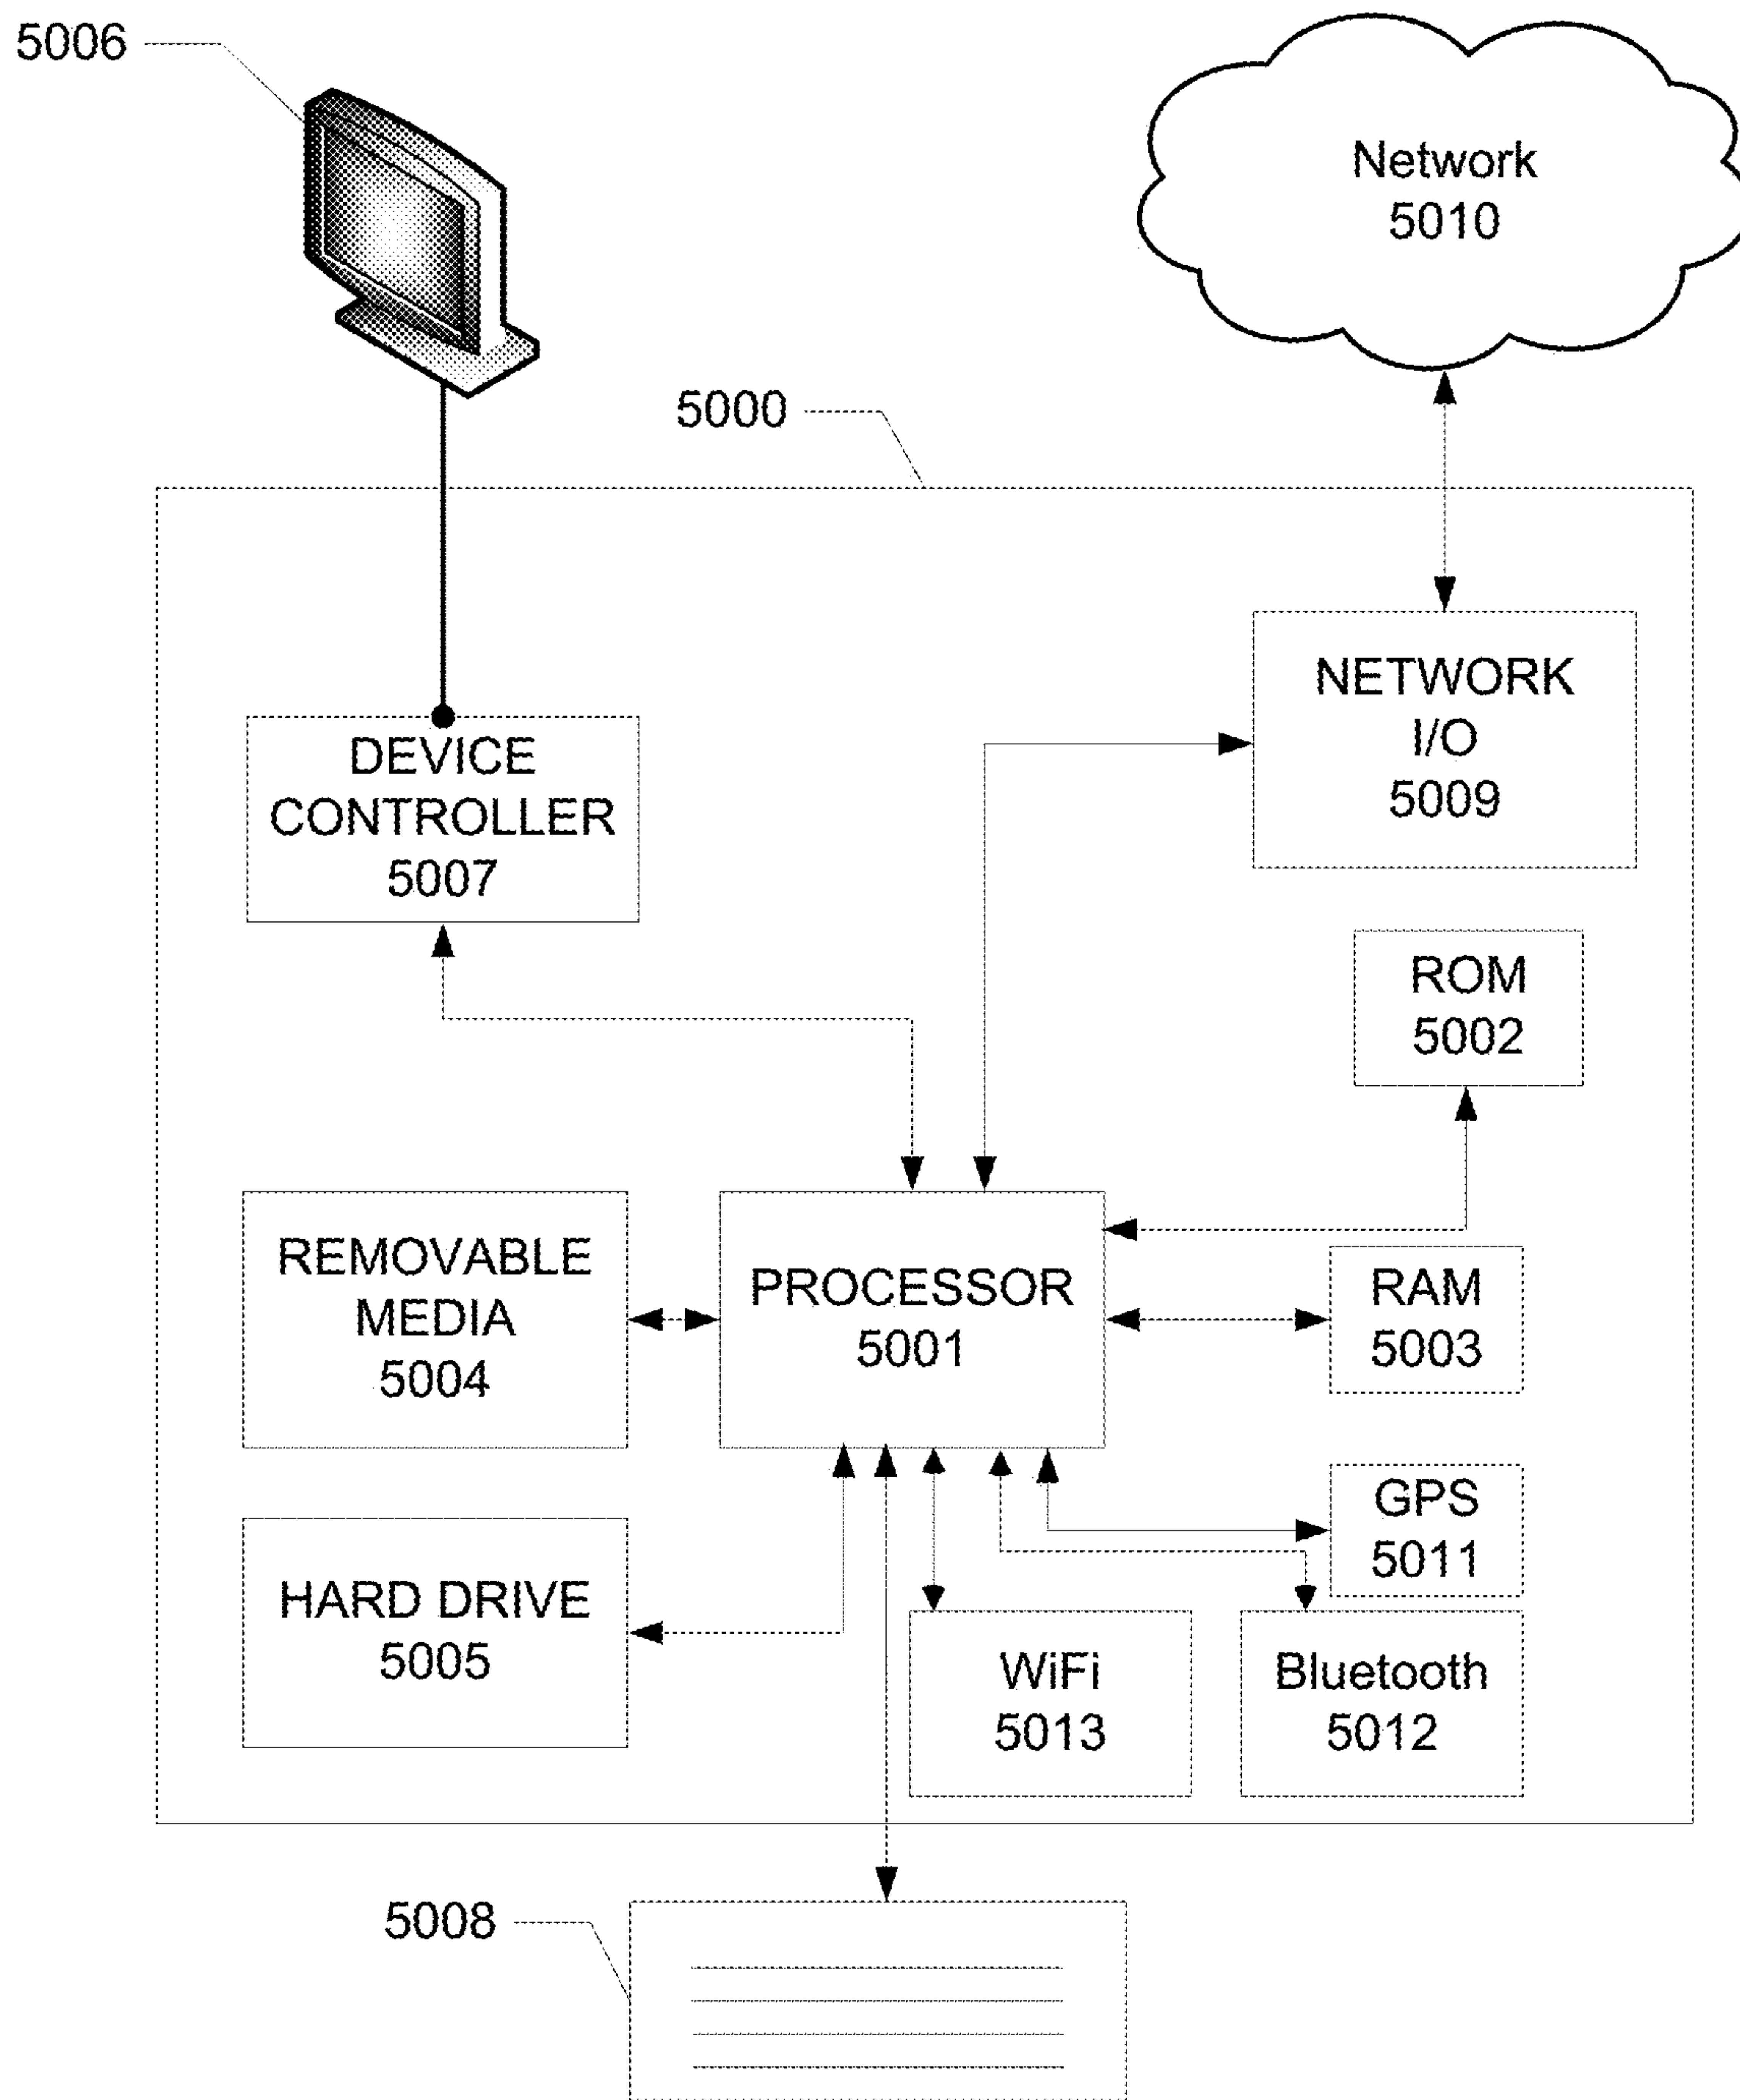 5006
Network
5010
5000
NETWORK
I/O
5009
DEVICE
CONTROLLER
5007
ROM
5002
REMOVABLE
MEDIA
5004
PROCESSOR
5001
RAM
5003
GPS
5011
HARD DRIVE
5005
WiFi
5013
Bluetooth
5012
5008